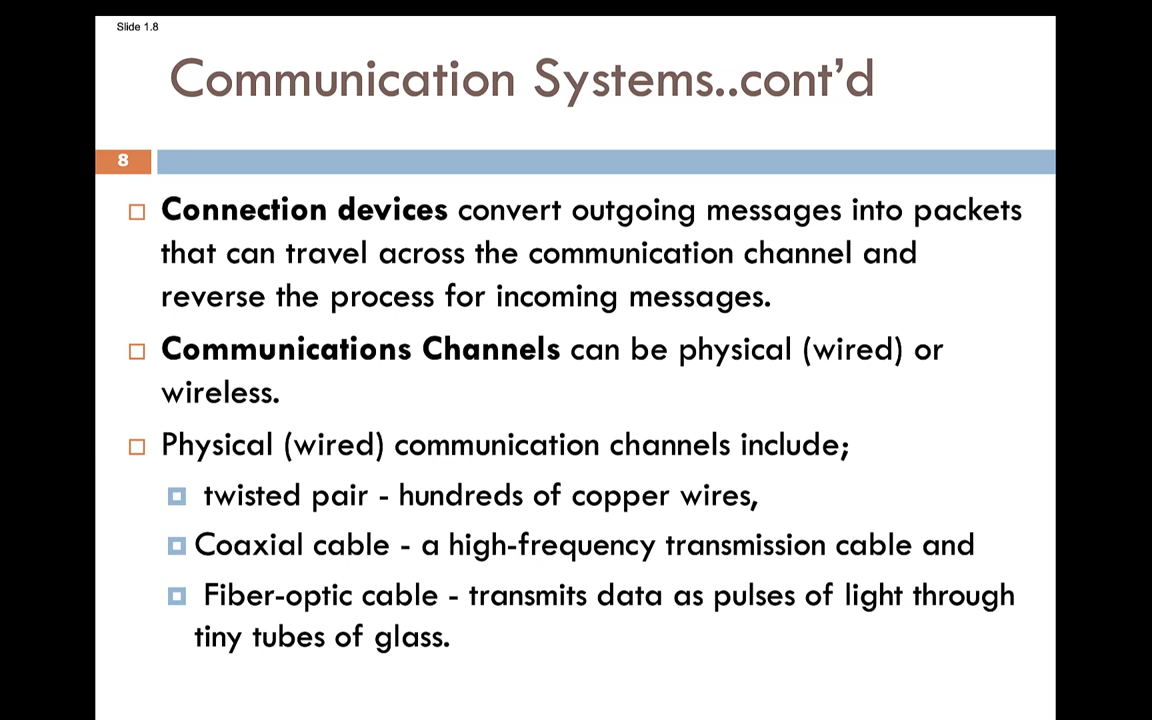 Slide 1.8
Communication Systems..cont’d
8
Connection devices convert outgoing messages into packets
that can travel across the communication channel and
reverse the process for incoming messages.
Communications Channels can be physical (wired) or
wireless.
Physical (wired) communication channels include;
twisted pair - hundreds of copper wires,
Coaxial cable - a high-frequency transmission cable and
Fiber-optic cable - transmits data as pulses of light through
tiny tubes of glass.